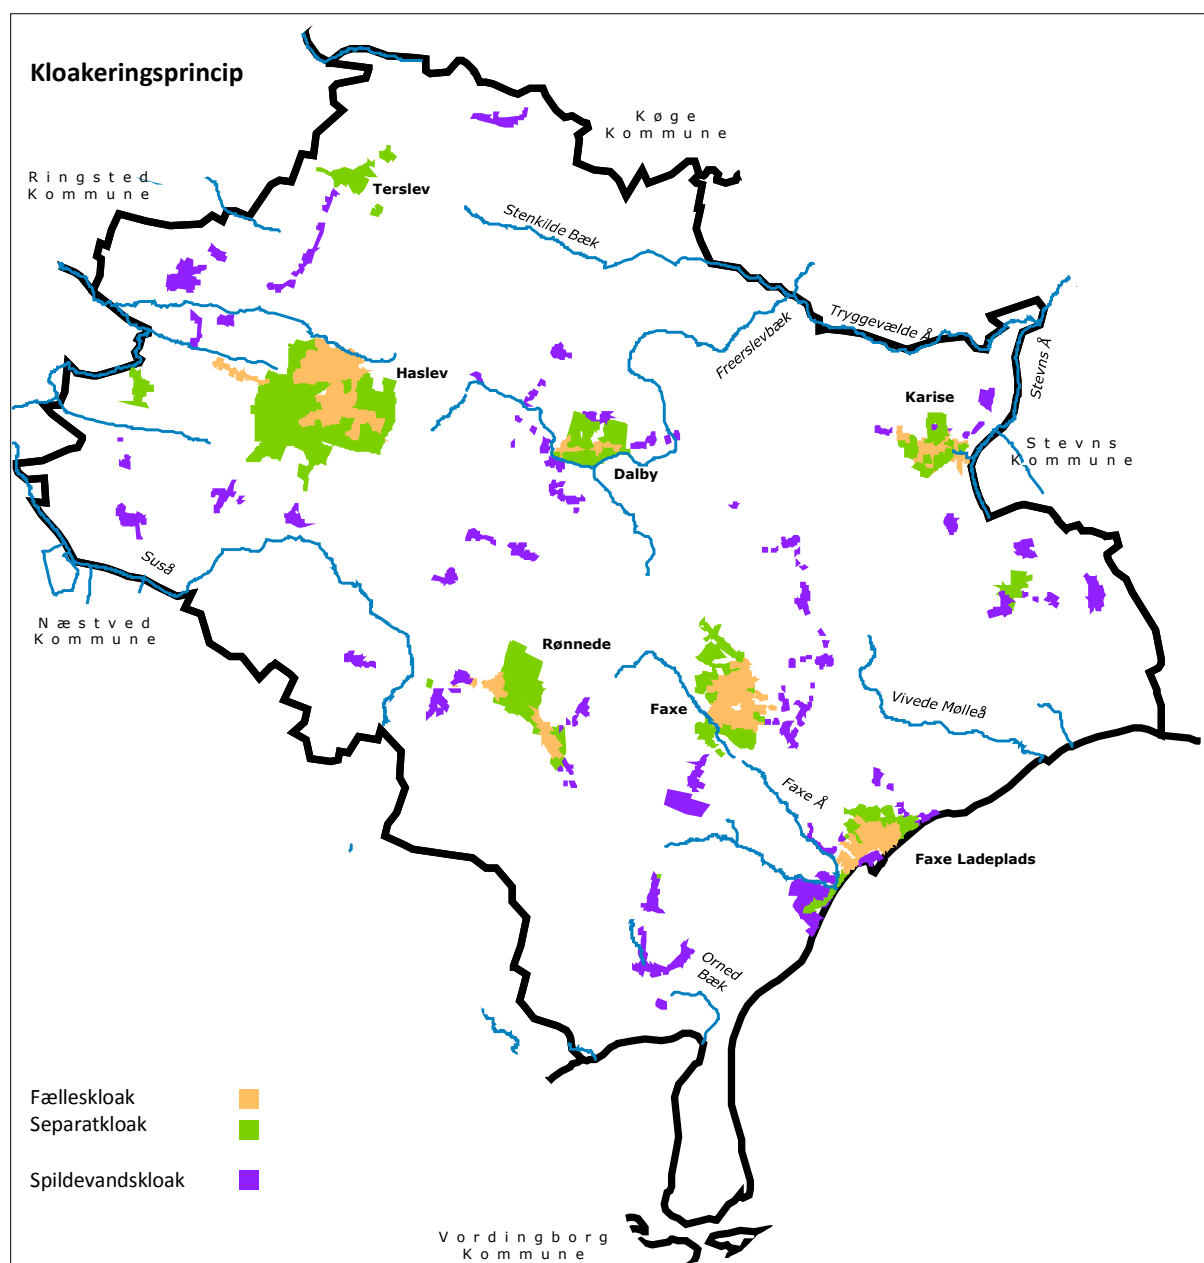 Kloakeringsprincip
Køge
Kommune
Ringsted
Kommune
Terslev
Stenkilde Bæk
Freerslevbæk
Tryggevælde Å
Stevns Å
Haslev
Karise
Stevns
Kommune
Dalby
Suså
Næstved
Kommune
Rønnede
Faxe
Vivede Mølleå
Faxe Å
Faxe Ladeplads
Orned
Bæk
Fælleskloak
Separatkloak
Spildevandskloak
Vordingborg
Kommune